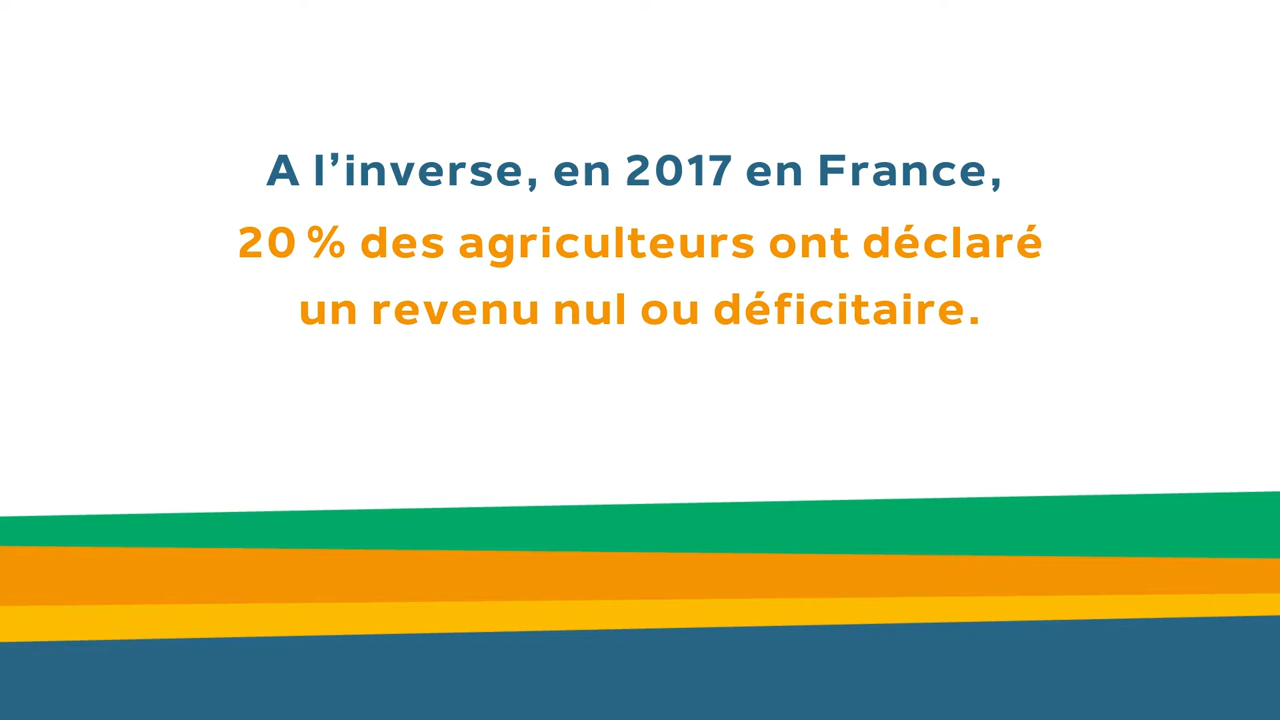 A l’inverse, en 2017 en France,
20 % des agriculteurs ont déclaré
un revenu nul ou déficitaire.